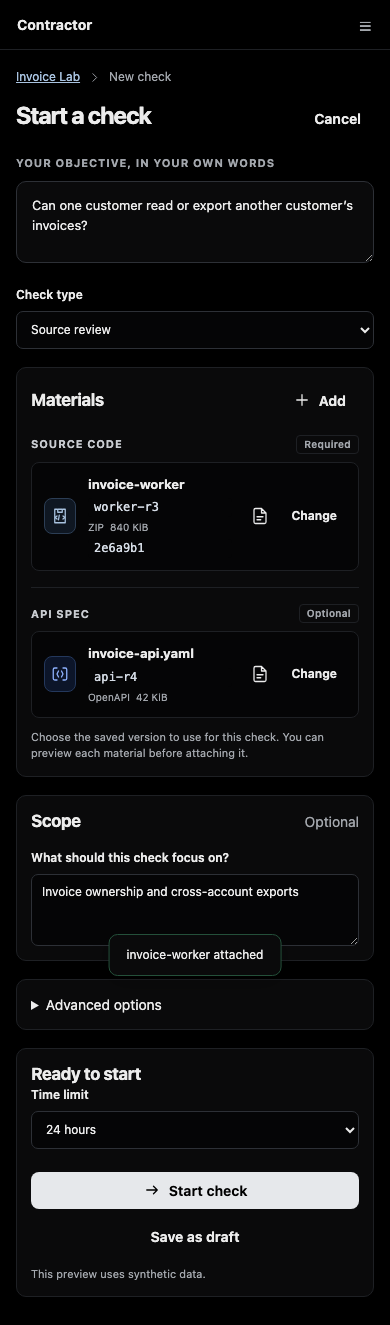 Contractor
Invoice Lab > New check
Start a check
Cancel
YOUR OBJECTIVE, IN YOUR OWN WORDS
Can one customer read or export another customer’s
invoices?
Check type
Source review
Materials
+ Add
SOURCE CODE
Required
invoice-worker
worker-r3
ZIP 840 KiB
2e6a9b1
Change
API SPEC
Optional
invoice-api.yaml
api-r4
OpenAPI 42 KiB
Change
Choose the saved version to use for this check. You can
preview each material before attaching it.
Scope
Optional
What should this check focus on?
Invoice ownership and cross-account exports
invoice-worker attached
Advanced options
Ready to start
Time limit
24 hours
Start check
Save as draft
This preview uses synthetic data.